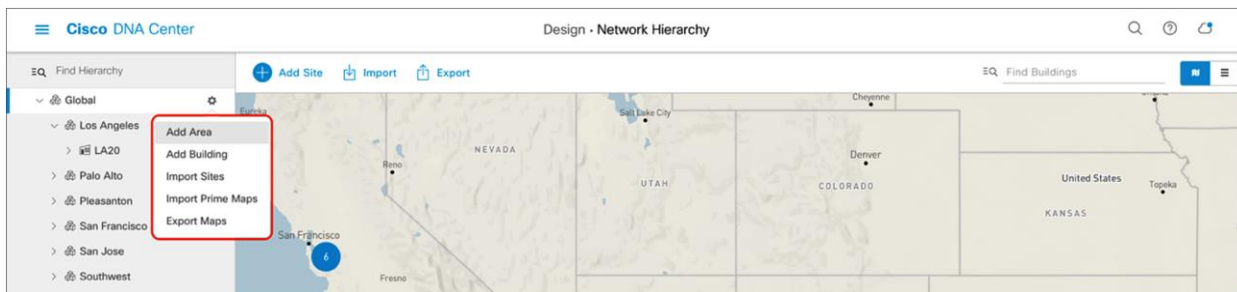 Cisco DNA Center
Design · Network Hierarchy
Find Hierarchy
Add Site
Import
Export
Find Buildings
Global
Los Angeles
LA20
Palo Alto
Pleasanton
San Francisco
San Jose
Southwest
Add Area
Add Building
Import Sites
Import Prime Maps
Export Maps
Eureka
Salt Lake City
Cheyenne
NEVADA
Reno
Denver
UTAH
COLORADO
United States
Topeka
KANSAS
San Francisco
6
Fresno